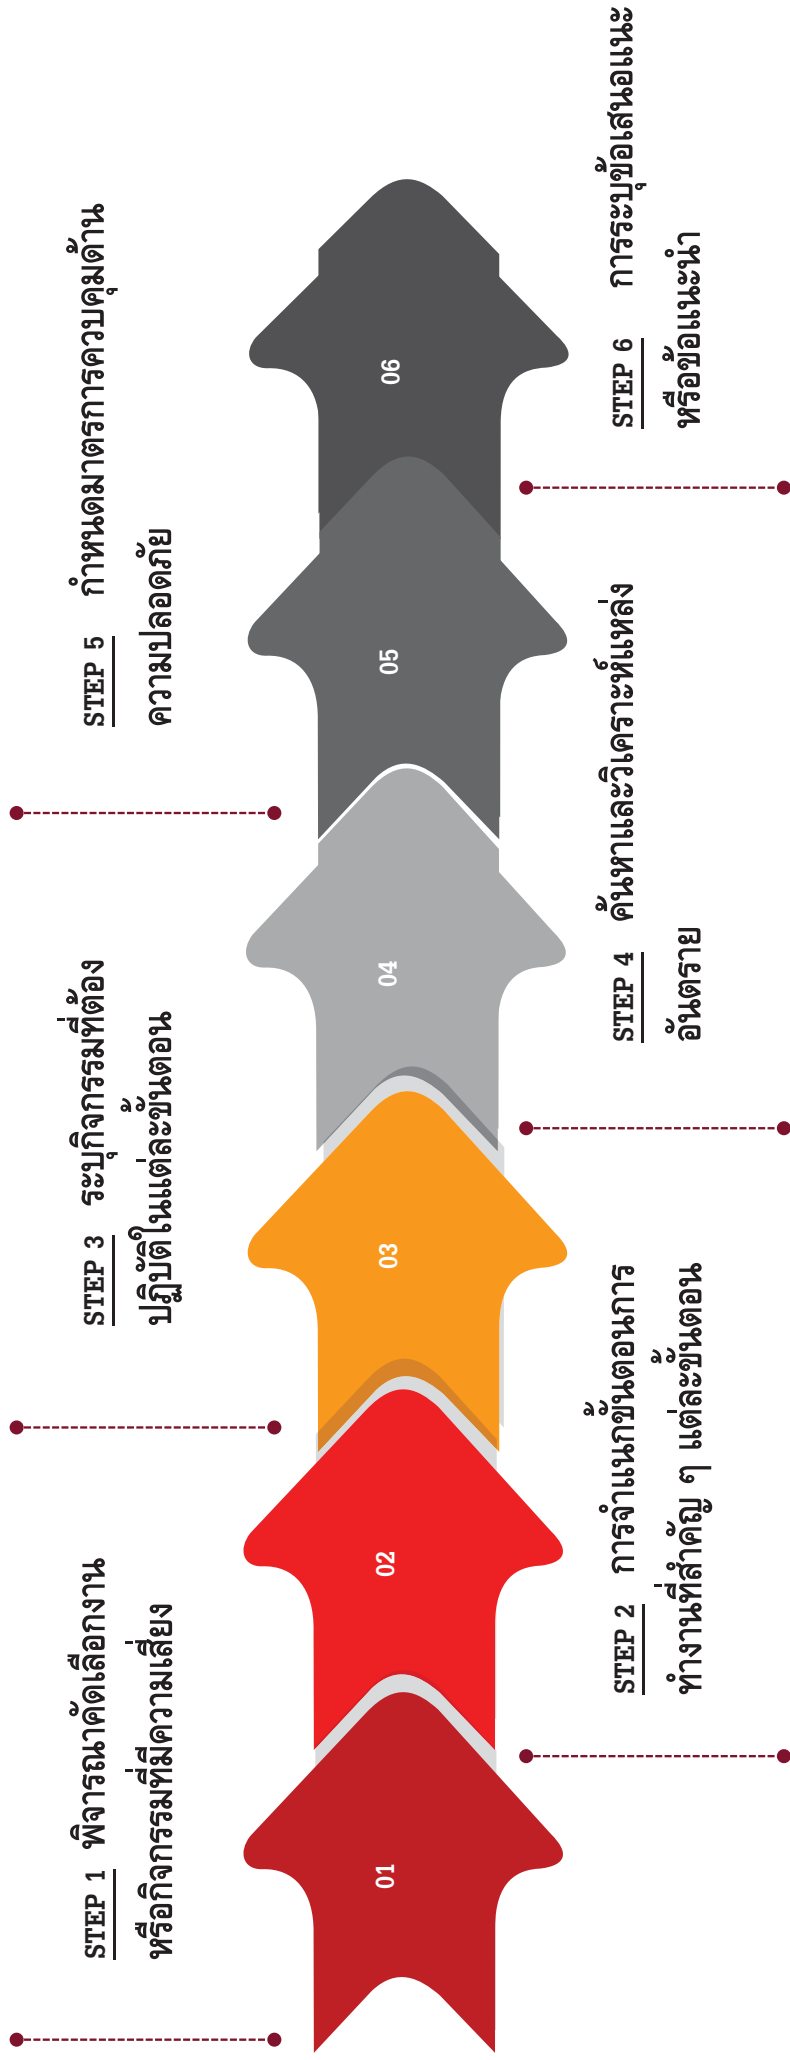 STEP 1 พิจารณาคัดเลือกงาน
หรือกิจกรรมที่มีความเสี่ยง
STEP 3 ระบุกิจกรรมที่ต้อง
ปฏิบัติในแต่ละขั้นตอน
STEP 5 กำหนดมาตรการควบคุมด้าน
ความปลอดภัย
01
02
03
04
05
06
STEP 2 การจำแนกขั้นตอนการ
ทำงานที่สำคัญ ๆ แต่ละขั้นตอน
STEP 4 ค้นหาและวิเคราะห์แหล่ง
อันตราย
STEP 6 การระบุข้อเสนอแนะ
หรือข้อแนะนำ